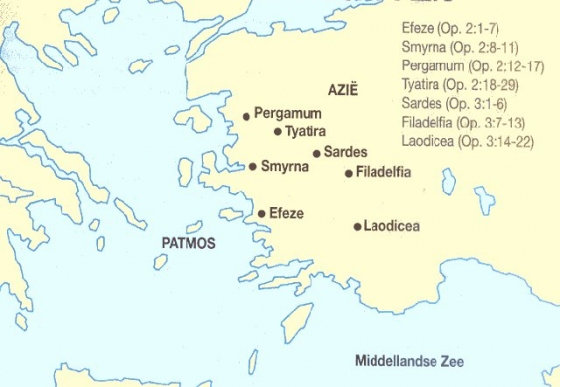 Efeze (Op. 2:1-7)
Smyrna (Op. 2:8-11)
Pergamum (Op. 2:12-17)
Tyatira (Op. 2:18-29)
Sardes (Op. 3:1-6)
Filadelfia (Op. 3:7-13)
Laodicea (Op. 3:14-22)
AZIË
Pergamum
Tyatira
Sardes
Smyrna
Filadelfia
Efeze
Laodicea
PATMOS
Middellandse Zee